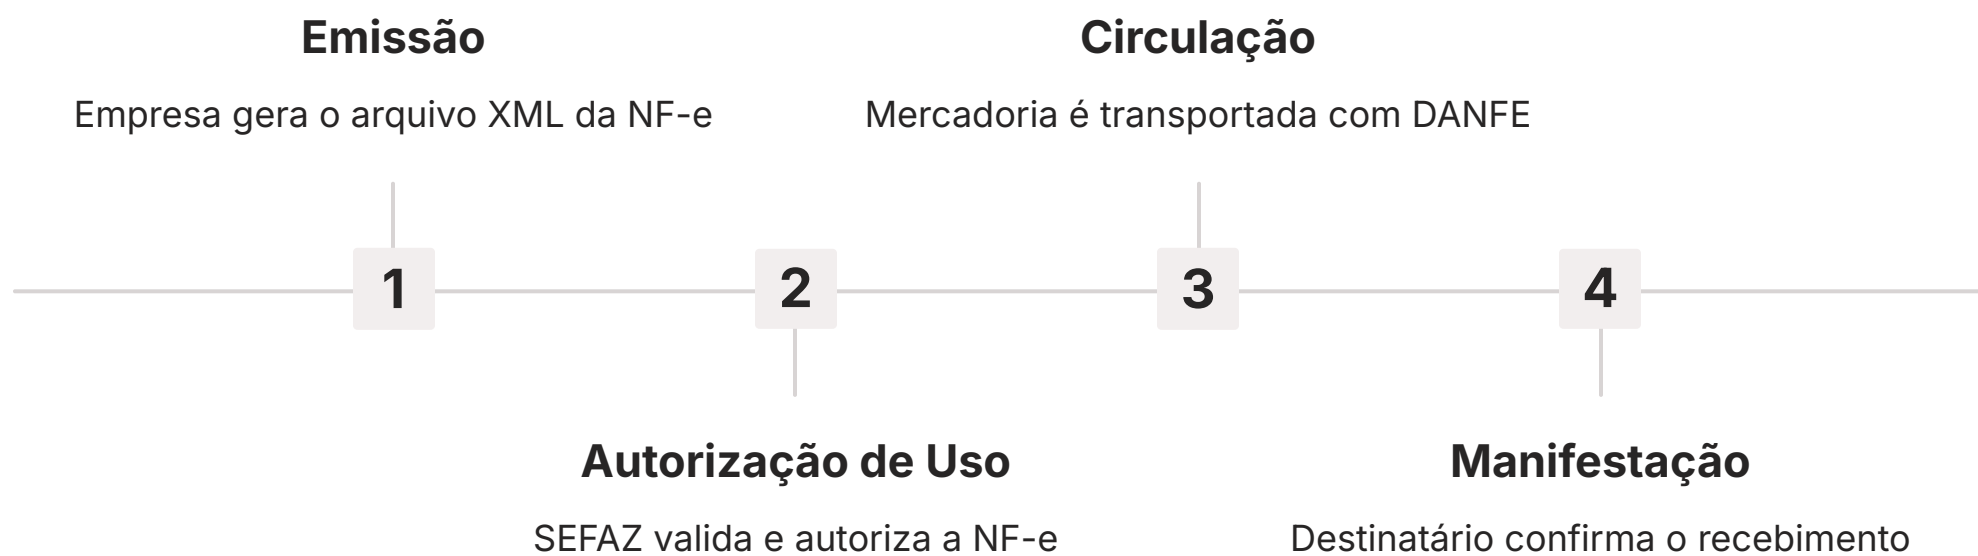 Emissão
Empresa gera o arquivo XML da NF-e
1
2
Autorização de Uso
SEFAZ valida e autoriza a NF-e
Circulação
Mercadoria é transportada com DANFE
3
4
Manifestação
Destinatário confirma o recebimento